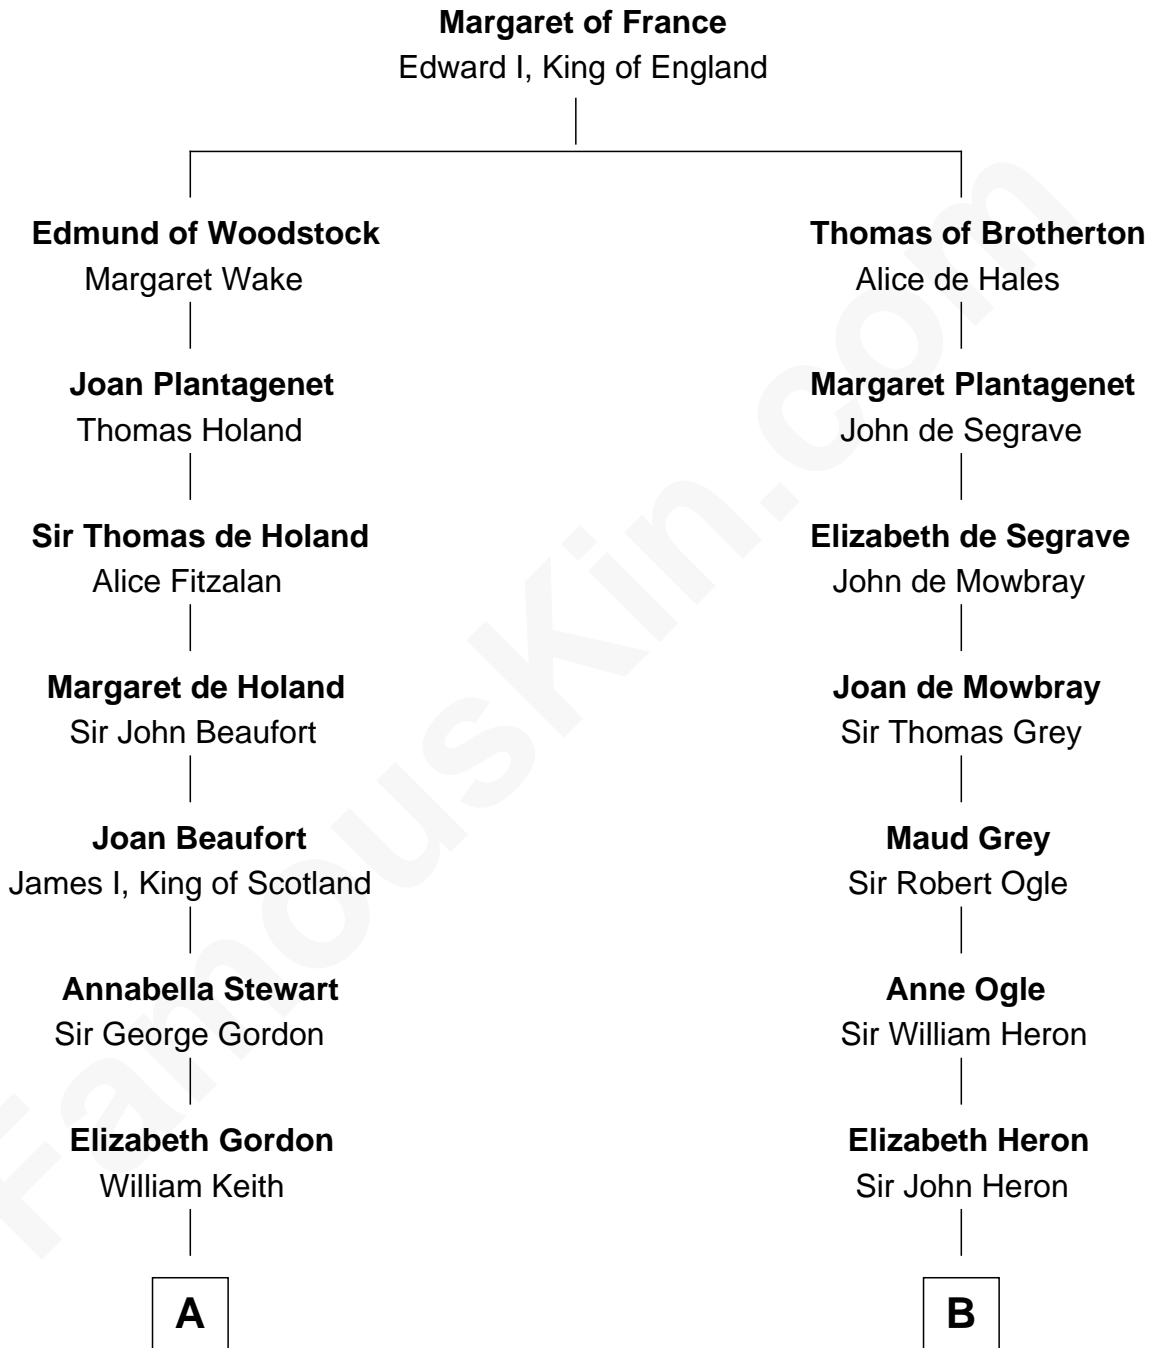 Margaret of France
Edward I, King of England
Edmund of Woodstock
Margaret Wake
Thomas of Brotherton
Alice de Hales
Joan Plantagenet
Thomas Holand
Margaret Plantagenet
John de Segrave
Sir Thomas de Holand
Alice Fitzalan
Elizabeth de Segrave
John de Mowbray
Margaret de Holand
Sir John Beaufort
Joan de Mowbray
Sir Thomas Grey
Joan Beaufort
James I, King of Scotland
Maud Grey
Sir Robert Ogle
Annabella Stewart
Sir George Gordon
Anne Ogle
Sir William Heron
Elizabeth Gordon
William Keith
Elizabeth Heron
Sir John Heron
A
B
FamousKin.com